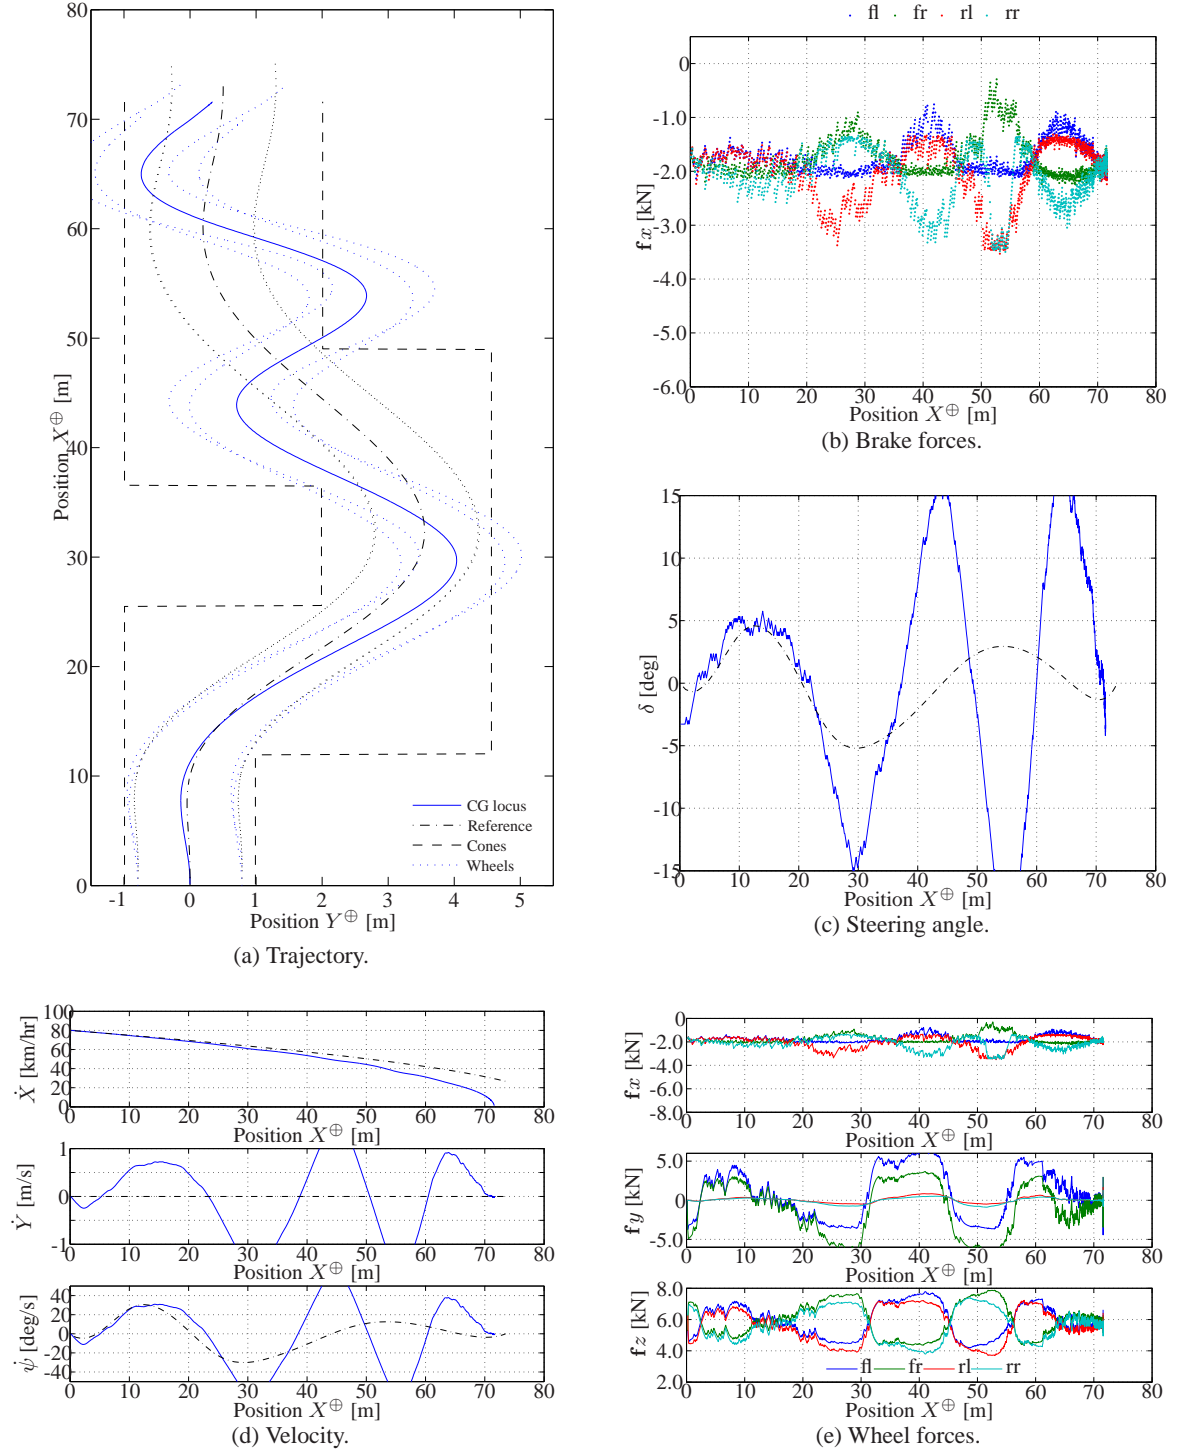 80
70
60
50
40
30
20
10
0
-1 0 1 2 3 4 5
Position X⊕ [m]
Position Y⊕ [m]
CG locus
Reference
Cones
Wheels
(a) Trajectory.
fl fr rl rr
0
-1.0
-2.0
-3.0
-4.0
-5.0
-6.0
fx [kN]
0 10 20 30 40 50 60 70 80
Position X⊕ [m]
(b) Brake forces.
15
10
5
0
-5
-10
-15
δ [deg]
0 10 20 30 40 50 60 70 80
Position X⊕ [m]
(c) Steering angle.
100
80
60
40
20
0
Ẋ [km/hr]
0 10 20 30 40 50 60 70 80
Position X⊕ [m]
1
0
-1
Ẏ [m/s]
0 10 20 30 40 50 60 70 80
Position X⊕ [m]
40
20
0
-20
-40
ψ̇ [deg/s]
0 10 20 30 40 50 60 70 80
Position X⊕ [m]
(d) Velocity.
0
-2.0
-4.0
-6.0
-8.0
fx [kN]
0 10 20 30 40 50 60 70 80
Position X⊕ [m]
5.0
0
-5.0
fy [kN]
0 10 20 30 40 50 60 70 80
Position X⊕ [m]
8.0
6.0
4.0
2.0
fz [kN]
fl fr rl rr
0 10 20 30 40 50 60 70 80
Position X⊕ [m]
(e) Wheel forces.